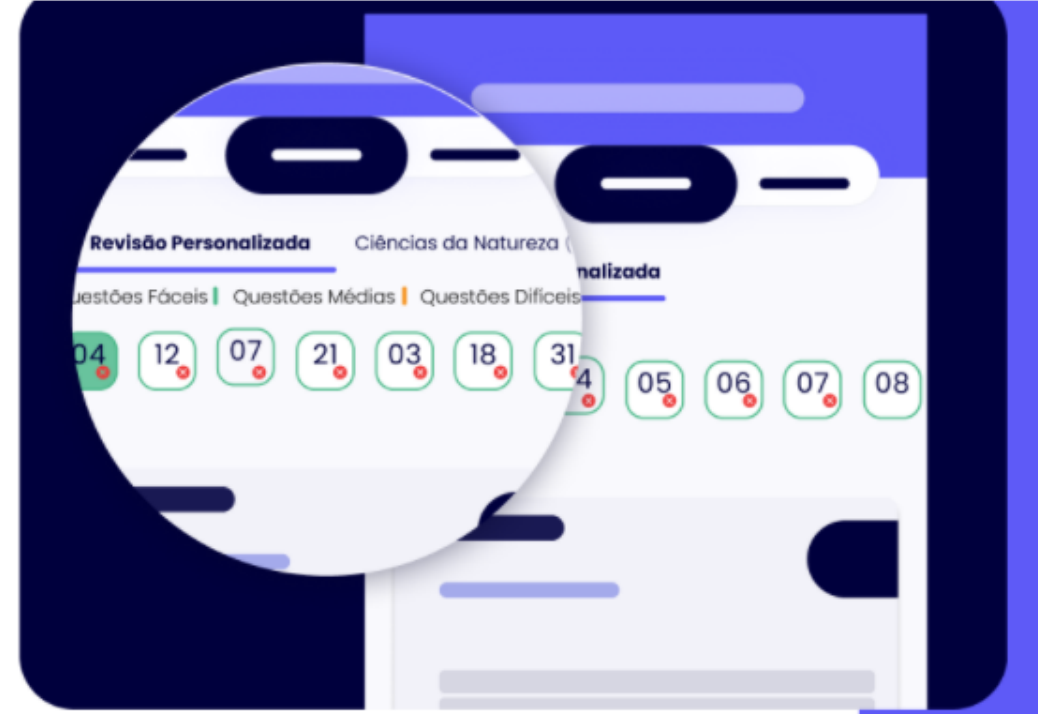 Revisão Personalizada Ciências da Natureza (
nalizada
uestões Fáceis Questões Médias Questões Difíceis
04 12 07 21 03 18 31
4 05 06 07 08